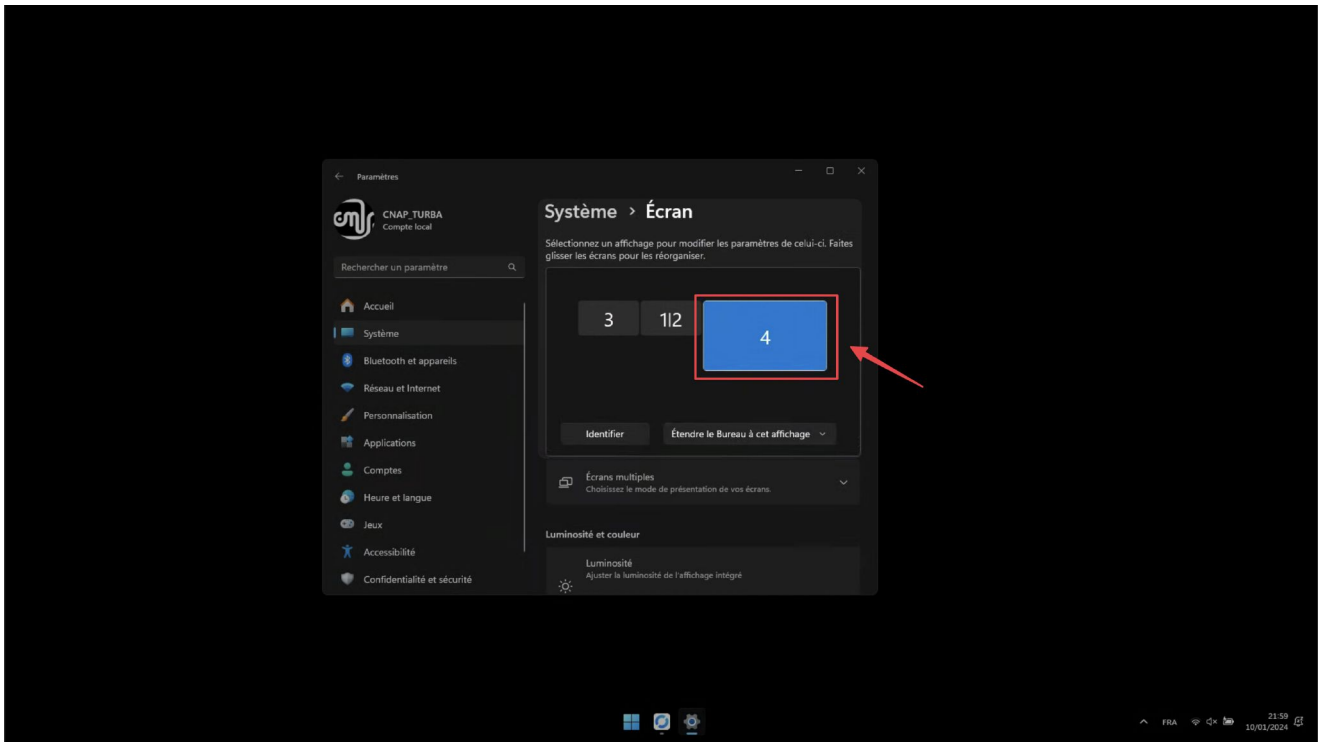 Paramètres
CNAP_TURBA
Compte local
Rechercher un paramètre
Accueil
Système
Bluetooth et appareils
Réseau et Internet
Personnalisation
Applications
Comptes
Heure et langue
Jeux
Accessibilité
Confidentialité et sécurité
Système > Écran
Sélectionnez un affichage pour modifier les paramètres de celui-ci. Faites
glisser les écrans pour les réorganiser.
3 1|2 4
Identifier
Étendre le Bureau à cet affichage
Écrans multiples
Choisissez le mode de présentation de vos écrans.
Luminosité et couleur
Luminosité
Ajuster la luminosité de l'affichage intégré
FRA
21:59
10/01/2024